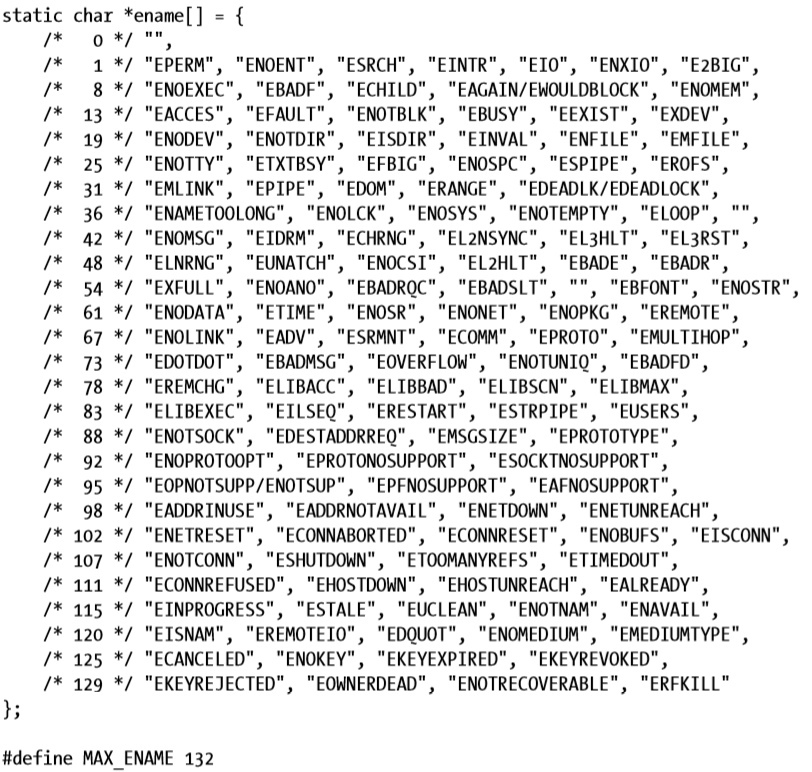 static char *ename[] = {
    /*   0 */ "",
    /*   1 */ "EPERM", "ENOENT", "ESRCH", "EINTR", "EIO", "ENXIO", "E2BIG",
    /*   8 */ "ENOEXEC", "EBADF", "ECHILD", "EAGAIN/EWOULDBLOCK", "ENOMEM",
    /*  13 */ "EACCES", "EFAULT", "ENOTBLK", "EBUSY", "EEXIST", "EXDEV",
    /*  19 */ "ENODEV", "ENOTDIR", "EISDIR", "EINVAL", "ENFILE", "EMFILE",
    /*  25 */ "ENOTTY", "ETXTBSY", "EFBIG", "ENOSPC", "ESPIPE", "EROFS",
    /*  31 */ "EMLINK", "EPIPE", "EDOM", "ERANGE", "EDEADLK/EDEADLOCK",
    /*  36 */ "ENAMETOOLONG", "ENOLCK", "ENOSYS", "ENOTEMPTY", "ELOOP", "",
    /*  42 */ "ENOMSG", "EIDRM", "ECHRNG", "EL2NSYNC", "EL3HLT", "EL3RST",
    /*  48 */ "ELNRNG", "EUNATCH", "ENOCSI", "EL2HLT", "EBADE", "EBADR",
    /*  54 */ "EXFULL", "ENOANO", "EBADRQC", "EBADSLT", "", "EBFONT", "ENOSTR",
    /*  61 */ "ENODATA", "ETIME", "ENOSR", "ENONET", "ENOPKG", "EREMOTE",
    /*  67 */ "ENOLINK", "EADV", "ESRMNT", "ECOMM", "EPROTO", "EMULTIHOP",
    /*  73 */ "EDOTDOT", "EBADMSG", "EOVERFLOW", "ENOTUNIQ", "EBADFD",
    /*  78 */ "EREMCHG", "ELIBACC", "ELIBBAD", "ELIBSCN", "ELIBMAX",
    /*  83 */ "ELIBEXEC", "EILSEQ", "ERESTART", "ESTRPIPE", "EUSERS",
    /*  88 */ "ENOTSOCK", "EDESTADDRREQ", "EMSGSIZE", "EPROTOTYPE",
    /*  92 */ "ENOPROTOOPT", "EPROTONOSUPPORT", "ESOCKTNOSUPPORT",
    /*  95 */ "EOPNOTSUPP/ENOTSUP", "EPFNOSUPPORT", "EAFNOSUPPORT",
    /*  98 */ "EADDRINUSE", "EADDRNOTAVAIL", "ENETDOWN", "ENETUNREACH",
    /* 102 */ "ENETRESET", "ECONNABORTED", "ECONNRESET", "ENOBUFS", "EISCONN",
    /* 107 */ "ENOTCONN", "ESHUTDOWN", "ETOOMANYREFS", "ETIMEDOUT",
    /* 111 */ "ECONNREFUSED", "EHOSTDOWN", "EHOSTUNREACH", "EALREADY",
    /* 115 */ "EINPROGRESS", "ESTALE", "EUCLEAN", "ENOTNAM", "ENAVAIL",
    /* 120 */ "EISNAM", "EREMOTEIO", "EDQUOT", "ENOMEDIUM", "EMEDIUMTYPE",
    /* 125 */ "ECANCELED", "ENOKEY", "EKEYEXPIRED", "EKEYREVOKED",
    /* 129 */ "EKEYREJECTED", "EOWNERDEAD", "ENOTRECOVERABLE", "ERFKILL"
};
#define MAX_ENAME 132